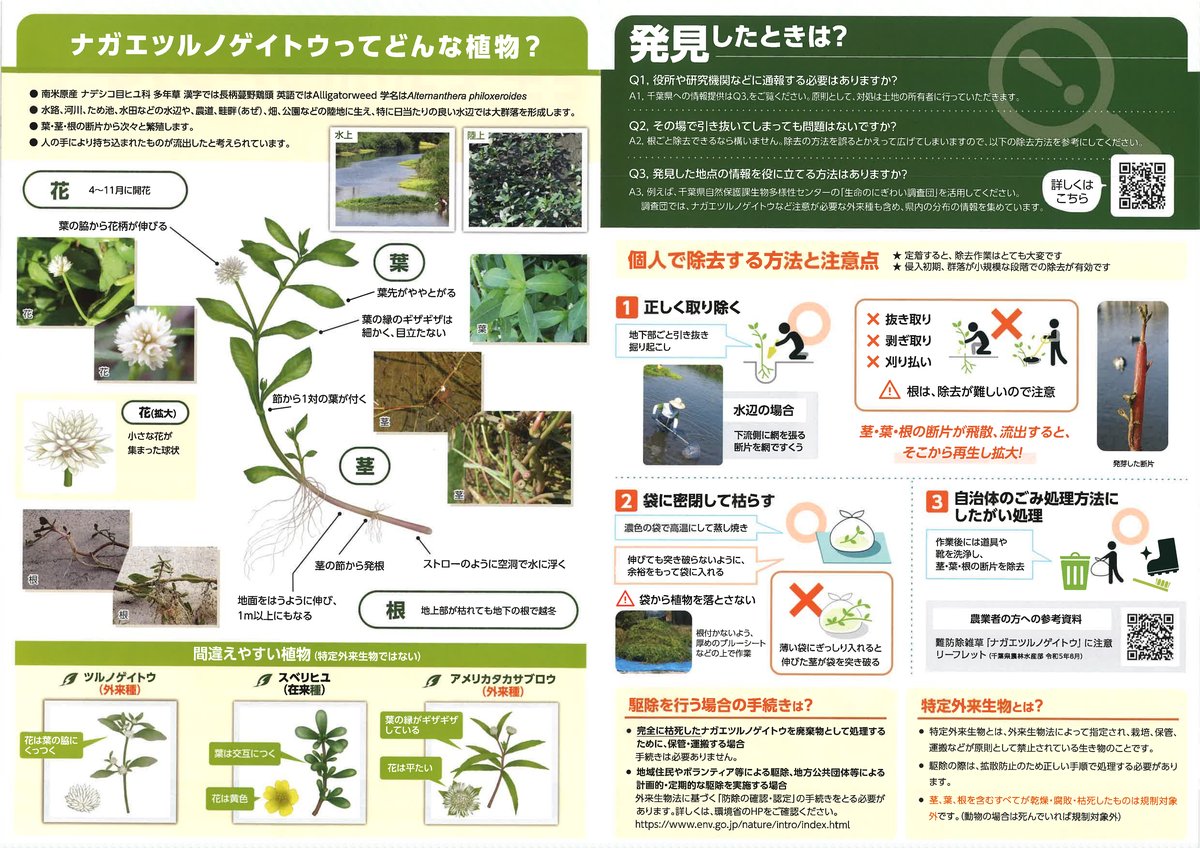 ナガエツルノゲイトウってどんな植物？
● 南米原産 ナデシコ目ヒユ科 多年草 漢字では長柄蔓野鶏頭 英語ではAlligatorweed 学名はAlternanthera philoxeroides
● 水路、河川、ため池、水田などの水辺や、農道、畦畔(あぜ)、畑、公園などの陸地に生え、特に日当たりの良い水辺では大群落を形成します。
● 葉・茎・根の断片から次々と繁殖します。
● 人の手により持ち込まれたものが流出したと考えられています。
水上
陸上
花
4～11月に開花
葉の脇から花柄が伸びる
花
花
葉
葉先がややとがる
葉の縁のギザギザは
細かく、目立たない
葉
節から1対の葉が付く
花(拡大)
小さな花が
集まった球状
茎
茎
茎
根
根
茎の節から発根
ストローのように空洞で水に浮く
地面をはうように伸び、
1m以上にもなる
根
地上部が枯れても地下の根で越冬
間違えやすい植物(特定外来生物ではない)
ツルノゲイトウ
(外来種)
花は葉の脇に
くっつく
スベリヒユ
(在来種)
葉は交互につく
花は黄色
アメリカタカサブロウ
(外来種)
葉の縁がギザギザ
している
花は平たい
発見したときは？
Q1, 役所や研究機関などに通報する必要はありますか？
A1, 千葉県への情報提供はQ3,をご覧ください。原則として、対処は土地の所有者に行っていただきます。
Q2, その場で引き抜いてしまっても問題はないですか？
A2, 根ごと除去できるなら構いません。除去の方法を誤るとかえって広げてしまいますので、以下の除去方法を参考にしてください。
Q3, 発見した地点の情報を役に立てる方法はありますか？
A3, 例えば、千葉県自然保護課生物多様性センターの「生命のにぎわい調査団」を活用してください。
調査団では、ナガエツルノゲイトウなど注意が必要な外来種も含め、県内の分布の情報を集めています。
詳しくは
こちら
個人で除去する方法と注意点
★ 定着すると、除去作業はとても大変です
★ 侵入初期、群落が小規模な段階での除去が有効です
1 正しく取り除く
地下部ごと引き抜き
掘り起こし
水辺の場合
下流側に網を張る
断片を網ですくう
× 抜き取り
× 剥ぎ取り
× 刈り払い
⚠ 根は、除去が難しいので注意
茎・葉・根の断片が飛散、流出すると、
そこから再生し拡大!
発芽した断片
2 袋に密閉して枯らす
濃色の袋で高温にして蒸し焼き
伸びても突き破らないように、
余裕をもって袋に入れる
⚠ 袋から植物を落とさない
根付かないよう、
厚めのブルーシート
などの上で作業
薄い袋にぎっしり入れると
伸びた茎が袋を突き破る
3 自治体のごみ処理方法に
したがい処理
作業後には道具や
靴を洗浄し、
茎・葉・根の断片を除去
農業者の方への参考資料
難防除雑草「ナガエツルノゲイトウ」に注意
リーフレット(千葉県農林水産部 令和5年8月)
駆除を行う場合の手続きは？
● 完全に枯死したナガエツルノゲイトウを廃棄物として処理する
ために、保管・運搬する場合
手続きは必要ありません。
● 地域住民やボランティア等による駆除、地方公共団体等による
計画的・定期的な駆除を実施する場合
外来生物法に基づく「防除の確認・認定」の手続きをとる必要が
あります。詳しくは、環境省のHPをご確認ください。
https://www.env.go.jp/nature/intro/index.html
特定外来生物とは？
● 特定外来生物とは、外来生物法によって指定され、栽培、保管、
運搬などが原則として禁止されている生き物のことです。
● 駆除の際は、拡散防止のため正しい手順で処理する必要があり
ます。
● 茎、葉、根を含むすべてが乾燥・腐敗・枯死したものは規制対象
外です。(動物の場合は死んでいれば規制対象外)